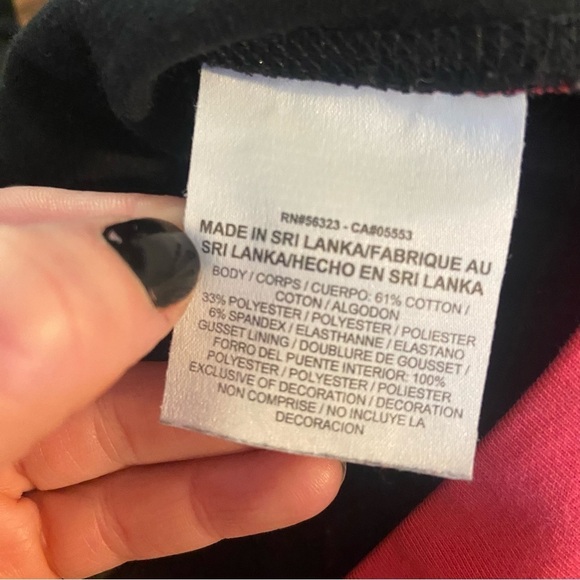 RN#56323 - CA#05553
MADE IN SRI LANKA/FABRIQUE AU
SRI LANKA/HECHO EN SRI LANKA
BODY / CORPS / CUERPO: 61% COTTON /
COTON / ALGODON
33% POLYESTER / POLYESTER / POLIESTER
6% SPANDEX / ELASTHANNE / ELASTANO
GUSSET LINING / DOUBLURE DE GOUSSET /
FORRO DEL PUENTE INTERIOR: 100%
POLYESTER / POLYESTER / POLIESTER
EXCLUSIVE OF DECORATION / DECORATION
NON COMPRISE / NO INCLUYE LA
DECORACION